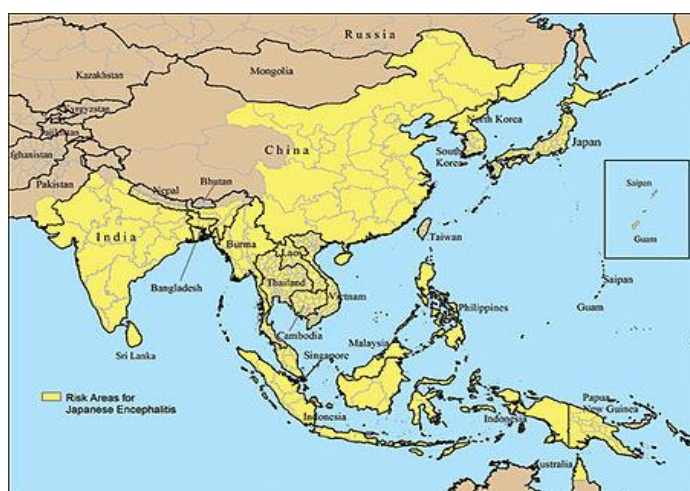 Russia
Kazakhstan
Mongolia
Kyrgyzstan
Tajikistan
North Korea
Japan
South
Korea
China
Afghanistan
Pakistan
Nepal
Bhutan
Saipan
Guam
Taiwan
India
Burma
Laos
Bangladesh
Thailand
Vietnam
Philippines
Saipan
Guam
Cambodia
Sri Lanka
Malaysia
Singapore
Risk Areas for
Japanese Encephalitis
Indonesia
Indonesia
Papua
New Guinea
Australia